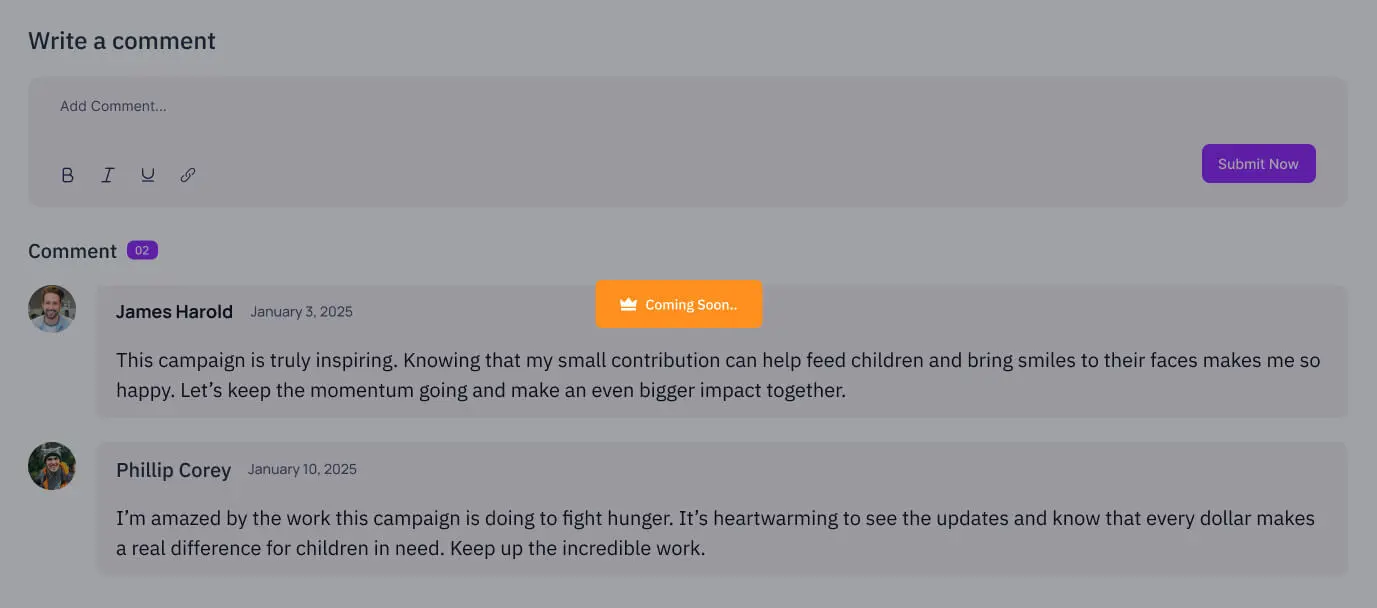 Write a comment
Add Comment...
B I U
Submit Now
Comment 02
Coming Soon..
James Harold January 3, 2025
This campaign is truly inspiring. Knowing that my small contribution can help feed children and bring smiles to their faces makes me so
happy. Let’s keep the momentum going and make an even bigger impact together.
Phillip Corey January 10, 2025
I’m amazed by the work this campaign is doing to fight hunger. It’s heartwarming to see the updates and know that every dollar makes
a real difference for children in need. Keep up the incredible work.